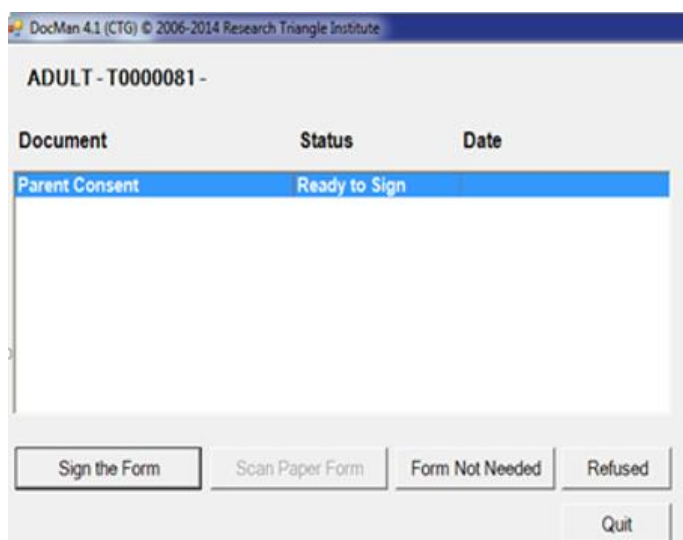 DocMan 4.1 (CTG) © 2006-2014 Research Triangle Institute
ADULT - T0000081 -
Document Status Date
Parent Consent Ready to Sign
Sign the Form Scan Paper Form Form Not Needed Refused
Quit